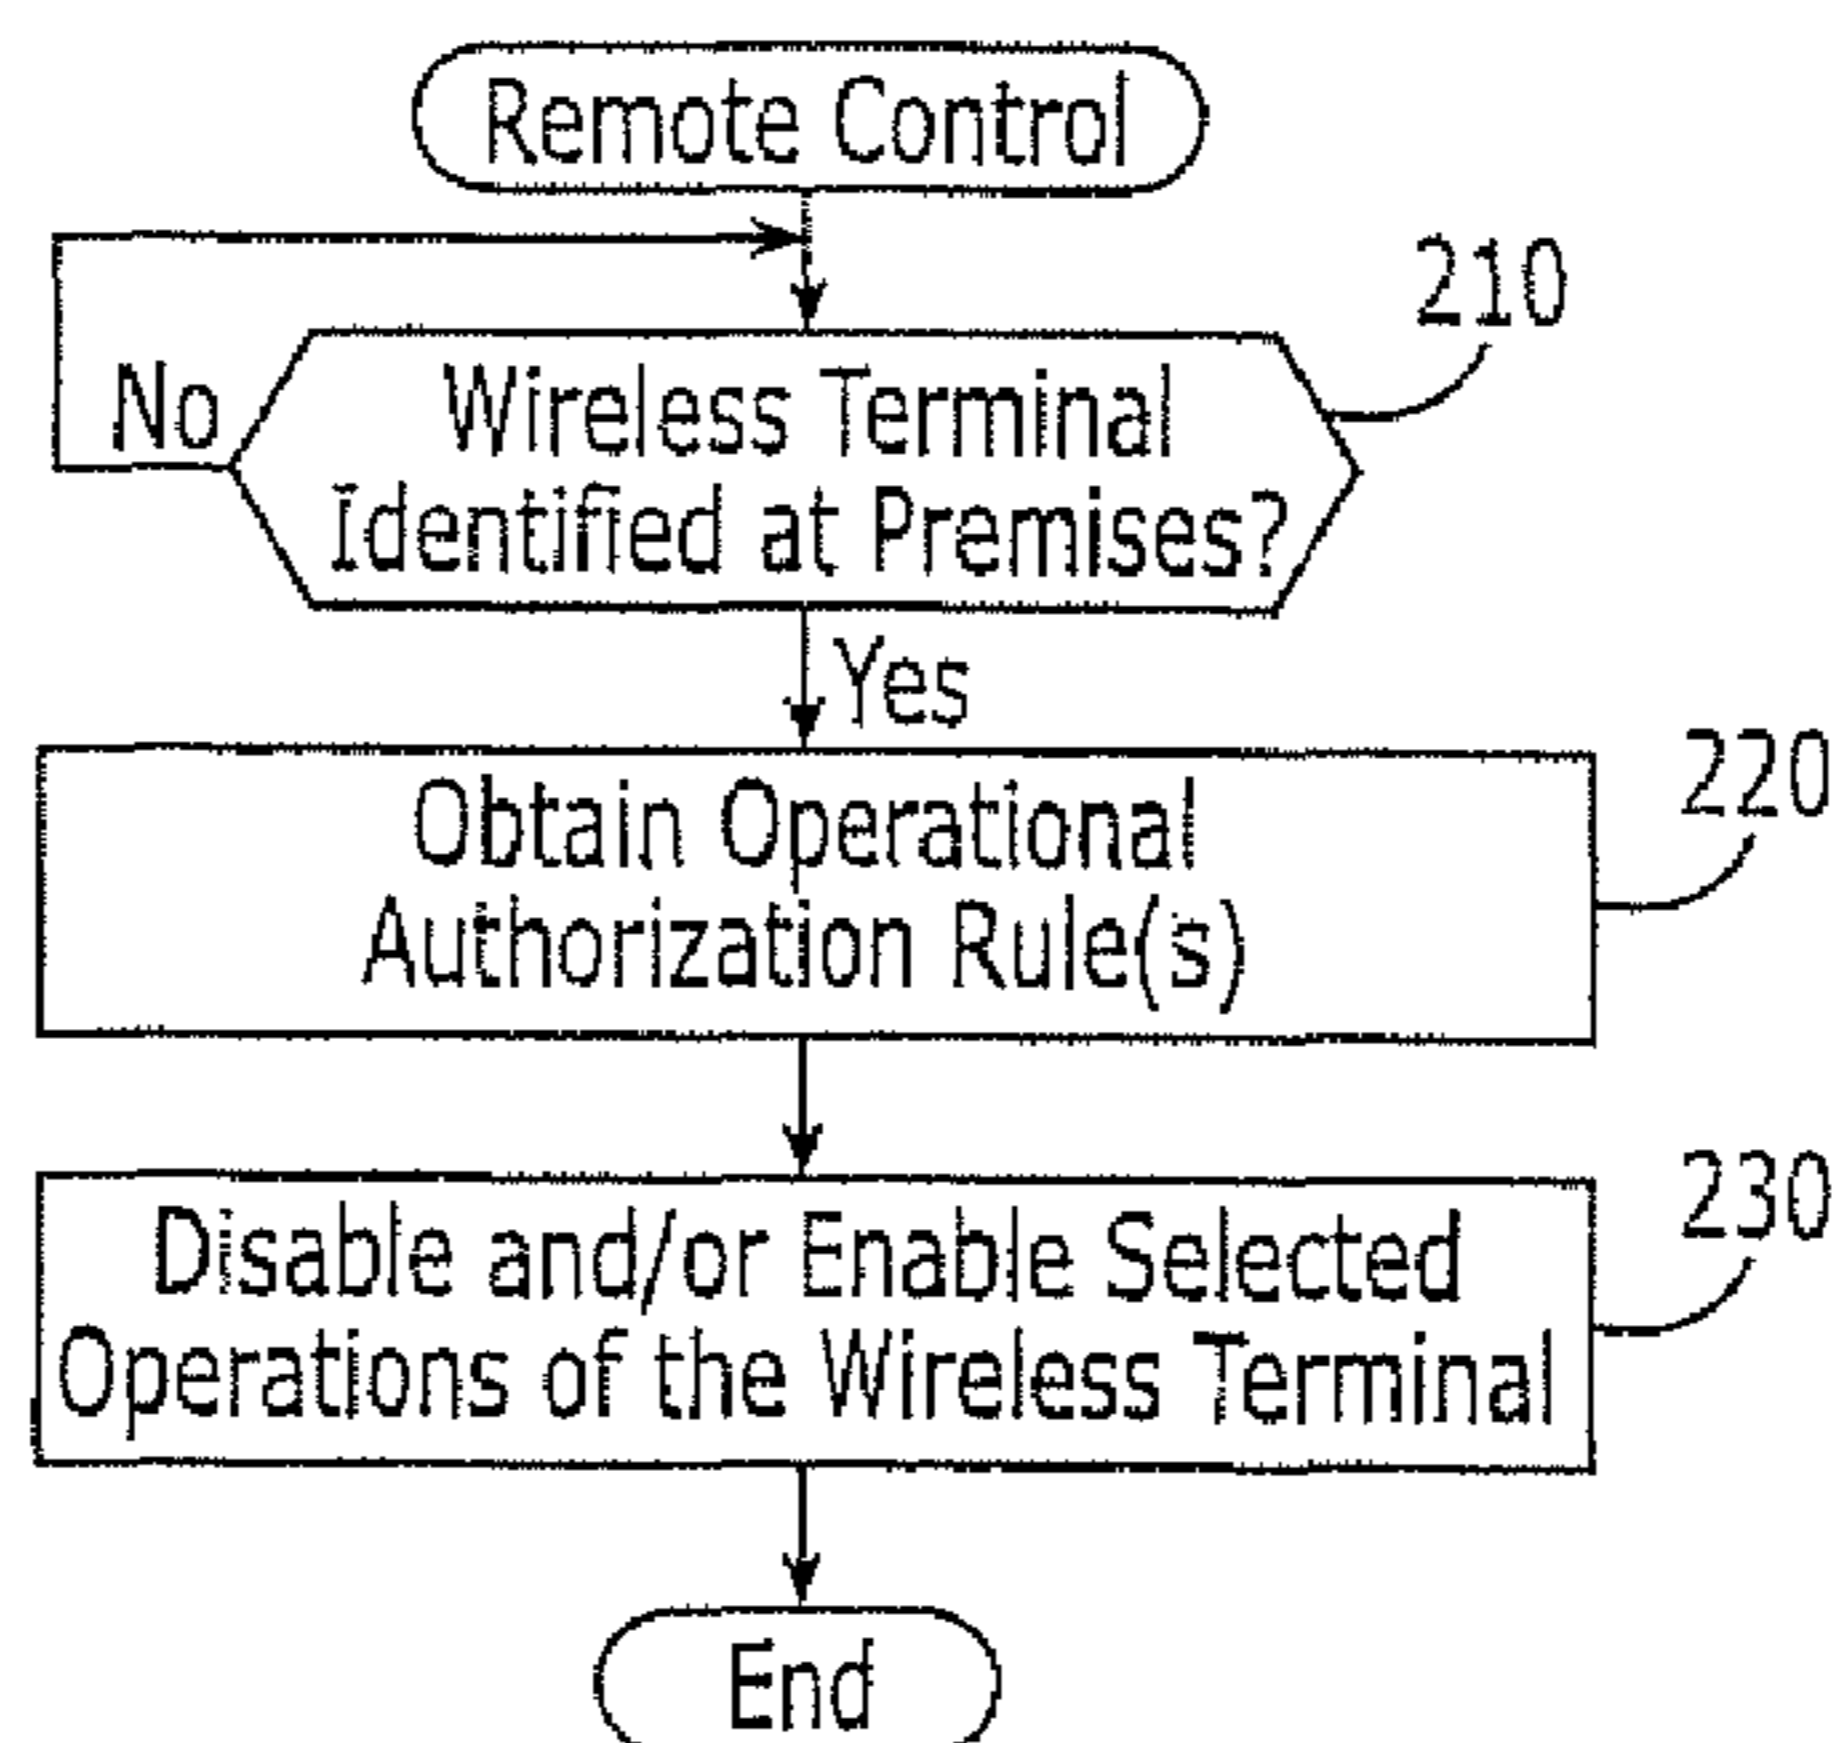 Remote Control
210
No
Wireless Terminal
Identified at Premises?
Yes
220
Obtain Operational
Authorization Rule(s)
230
Disable and/or Enable Selected
Operations of the Wireless Terminal
End